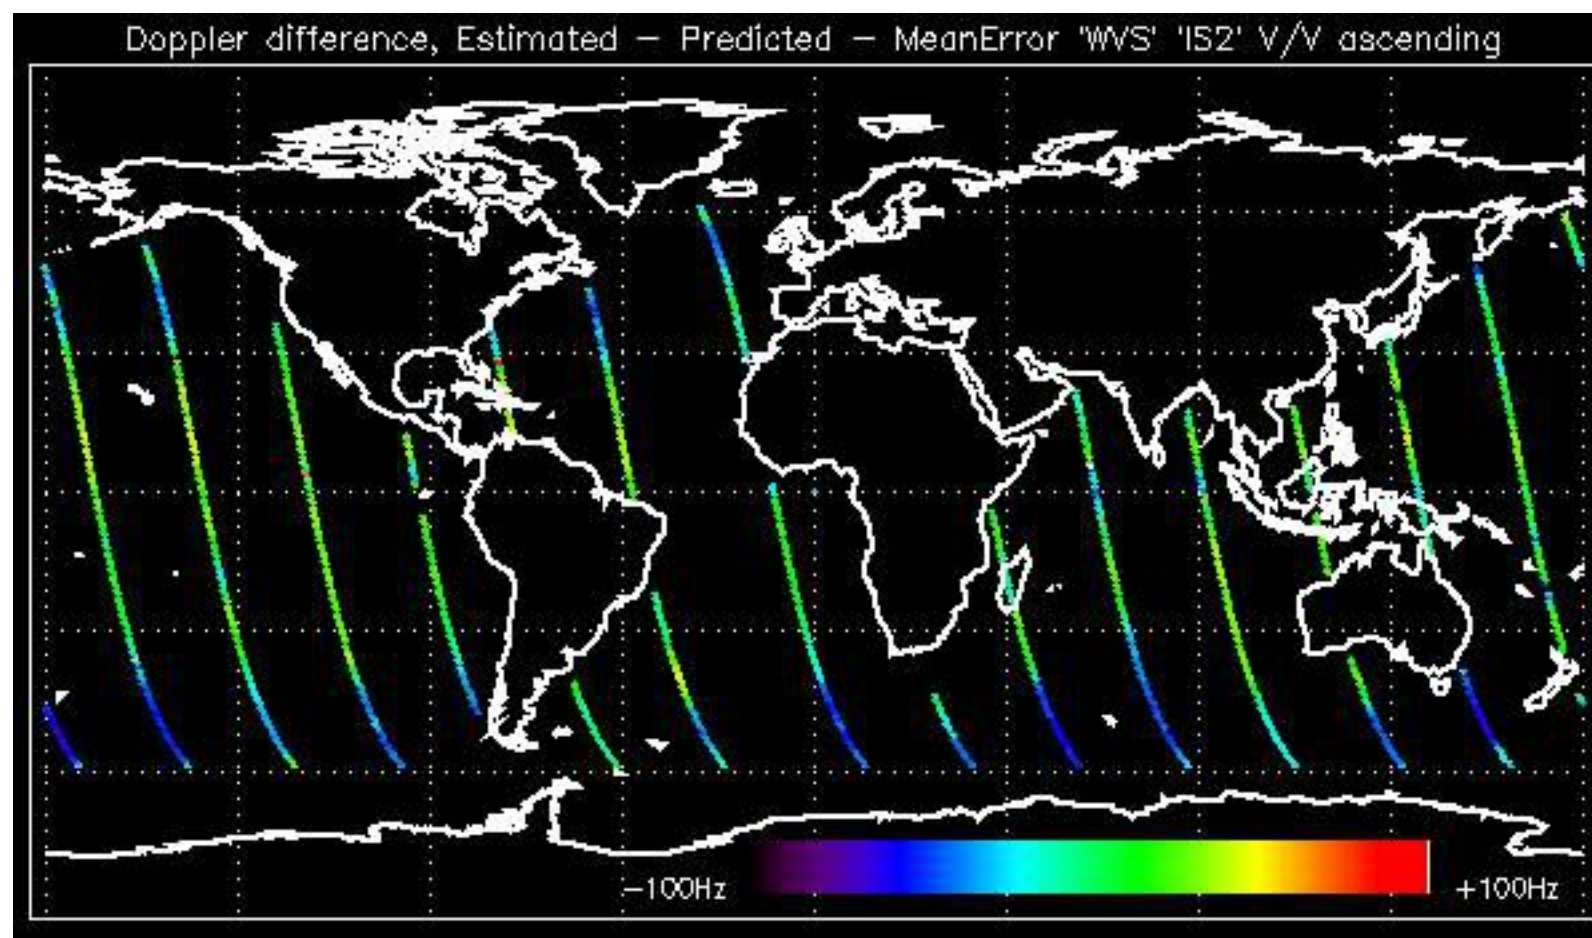 Doppler difference, Estimated – Predicted – MeanError 'WVS' 'IS2' V/V ascending
–100Hz +100Hz